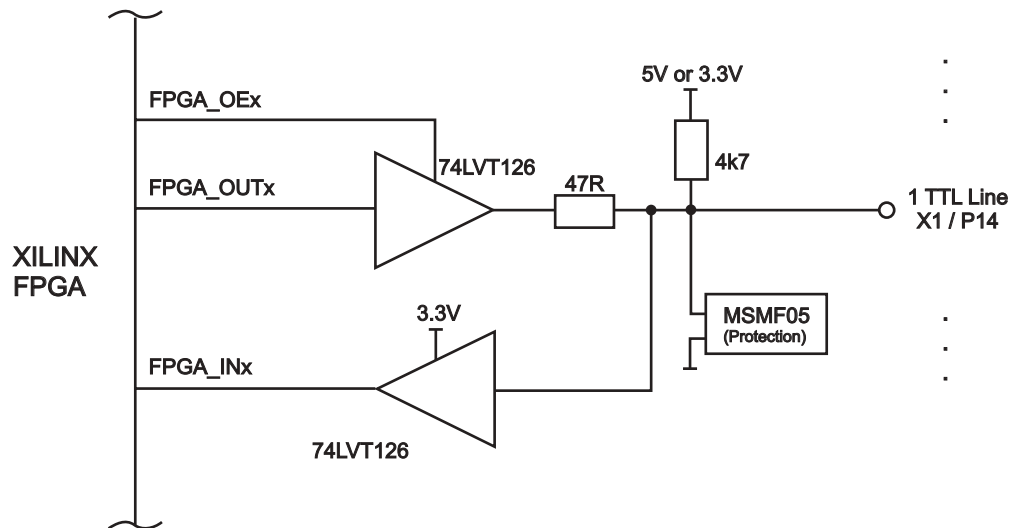 FPGA_OEx
5V or 3.3V
74LVT126
4k7
FPGA_OUTx
47R
1 TTL Line
X1 / P14
XILINX
FPGA
3.3V
MSMF05
(Protection)
FPGA_INx
74LVT126